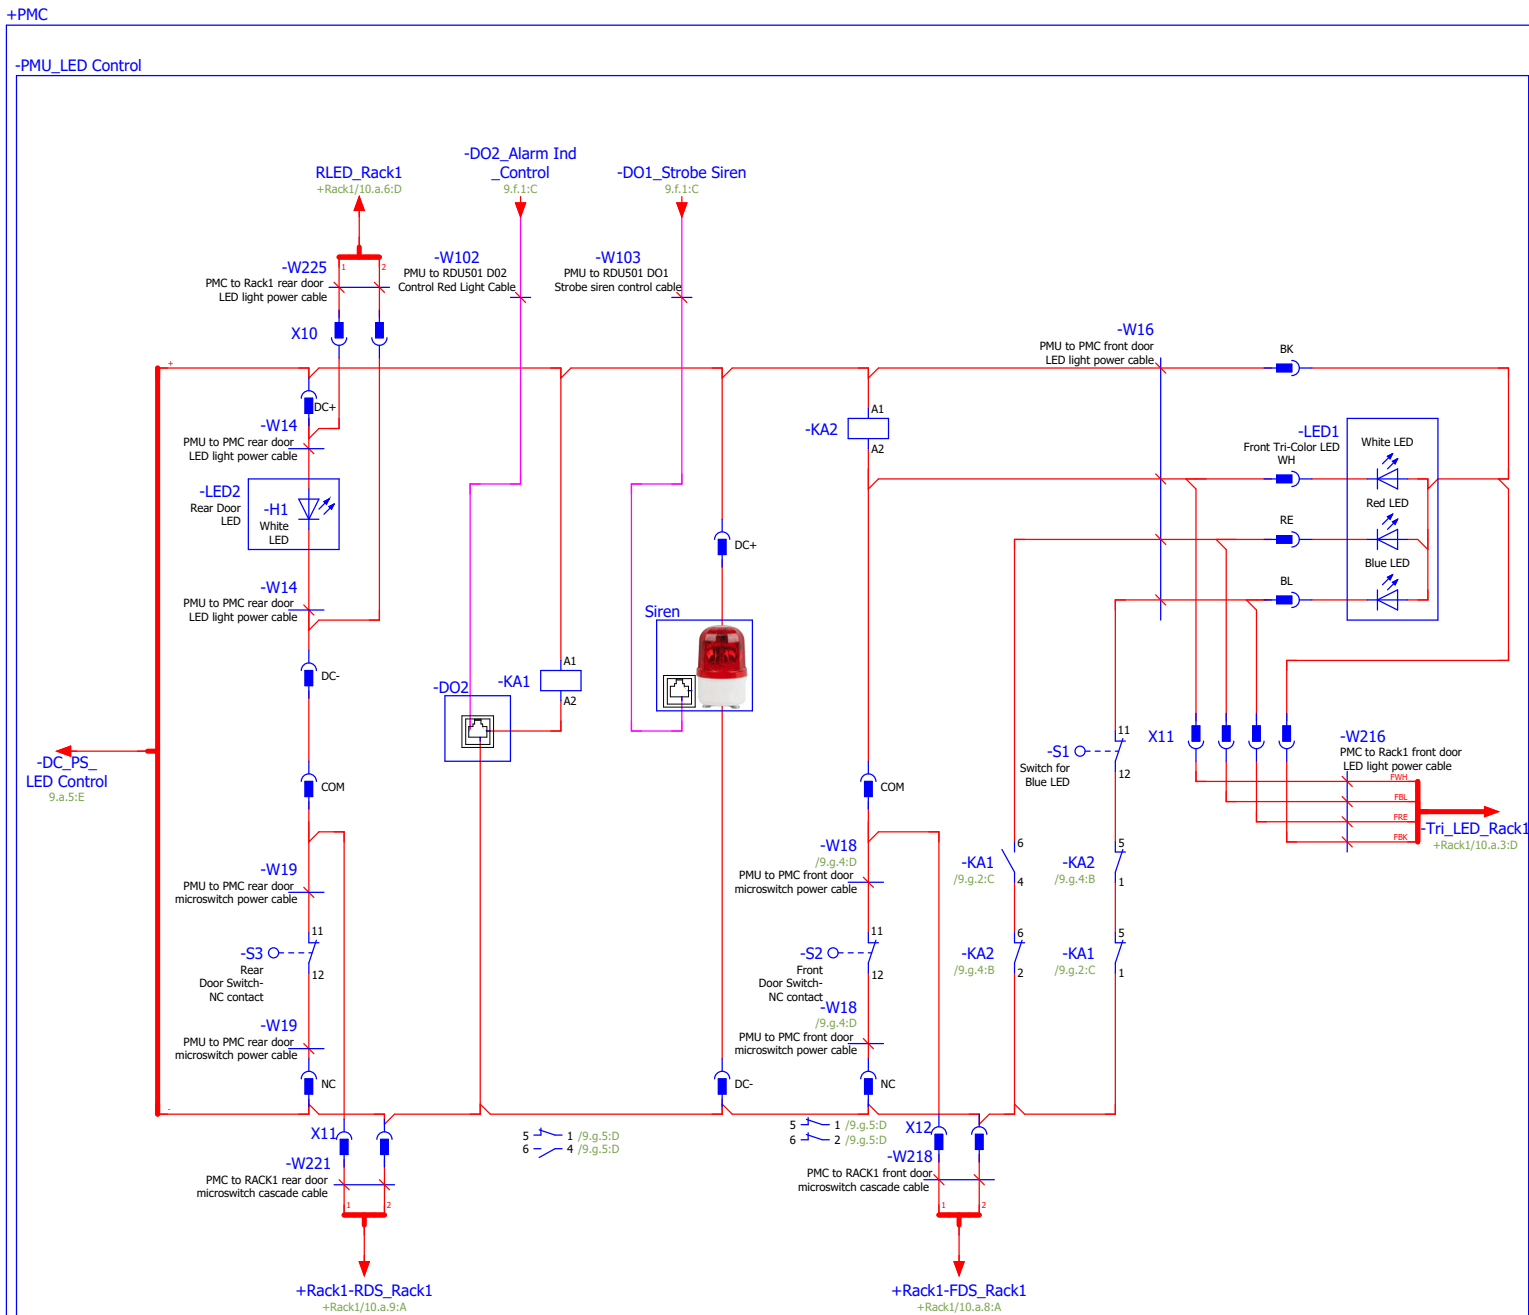 +PMC
-PMU_LED Control
RLED_Rack1
+Rack1/10.a.6:D
-DO2_Alarm Ind
_Control
9.f.1:C
-DO1_Strobe Siren
9.f.1:C
-W225
PMC to Rack1 rear door
LED light power cable
1
2
-W102
PMU to RDU501 D02
Control Red Light Cable
-W103
PMU to RDU501 DO1
Strobe siren control cable
X10
-W16
PMU to PMC front door
LED light power cable
BK
+
DC+
-W14
PMU to PMC rear door
LED light power cable
A1
-KA2
A2
-LED1
Front Tri-Color LED
WH
White LED
-LED2
Rear Door
LED
-H1
White
LED
RE
Red LED
DC+
BL
Blue LED
-W14
PMU to PMC rear door
LED light power cable
Siren
DC-
-DO2
-KA1
A1
A2
-DC_PS_
LED Control
9.a.5:E
COM
COM
-S1
Switch for
Blue LED
11
12
X11
-W216
PMC to Rack1 front door
LED light power cable
FWH
FBL
FRE
FBK
-Tri_LED_Rack1
+Rack1/10.a.3:D
-W19
PMU to PMC rear door
microswitch power cable
-W18
/9.g.4:D
PMU to PMC front door
microswitch power cable
-KA1
/9.g.2:C
6
4
-KA2
/9.g.4:B
5
1
-S3
Rear
Door Switch-
NC contact
11
12
-S2
Front
Door Switch-
NC contact
11
12
-KA2
/9.g.4:B
6
2
-KA1
/9.g.2:C
5
1
-W19
PMU to PMC rear door
microswitch power cable
-W18
/9.g.4:D
PMU to PMC front door
microswitch power cable
NC
DC-
NC
-
X11
5 1 /9.g.5:D
6 4 /9.g.5:D
5 1 /9.g.5:D
6 2 /9.g.5:D
X12
-W221
PMC to RACK1 rear door
microswitch cascade cable
1
2
-W218
PMC to RACK1 front door
microswitch cascade cable
1
2
+Rack1-RDS_Rack1
+Rack1/10.a.9:A
+Rack1-FDS_Rack1
+Rack1/10.a.8:A